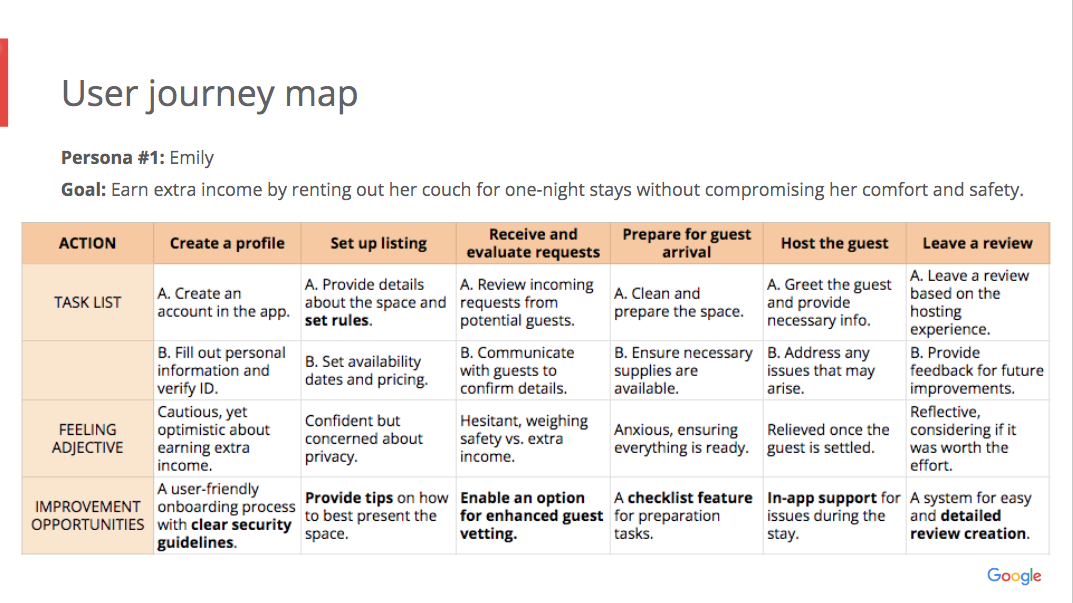 User journey map
Persona #1: Emily
Goal: Earn extra income by renting out her couch for one-night stays without compromising her comfort and safety.
ACTION
Create a profile
Set up listing
Receive and
evaluate requests
Prepare for guest
arrival
Host the guest
Leave a review
TASK LIST
A. Create an
account in the app.
A. Provide details
about the space and
set rules.
A. Review incoming
requests from
potential guests.
A. Clean and
prepare the space.
A. Greet the guest
and provide
necessary info.
A. Leave a review
based on the
hosting
experience.
B. Fill out personal
information and
verify ID.
B. Set availability
dates and pricing.
B. Communicate
with guests to
confirm details.
B. Ensure necessary
supplies are
available.
B. Address any
issues that may
arise.
B. Provide
feedback for future
improvements.
FEELING
ADJECTIVE
Cautious, yet
optimistic about
earning extra
income.
Confident but
concerned about
privacy.
Hesitant, weighing
safety vs. extra
income.
Anxious, ensuring
everything is ready.
Relieved once the
guest is settled.
Reflective,
considering if it
was worth the
effort.
IMPROVEMENT
OPPORTUNITIES
A user-friendly
onboarding process
with clear security
guidelines.
Provide tips on how
to best present the
space.
Enable an option
for enhanced guest
vetting.
A checklist feature
for preparation
tasks.
In-app support for
issues during the
stay.
A system for easy
and detailed
review creation.
Google